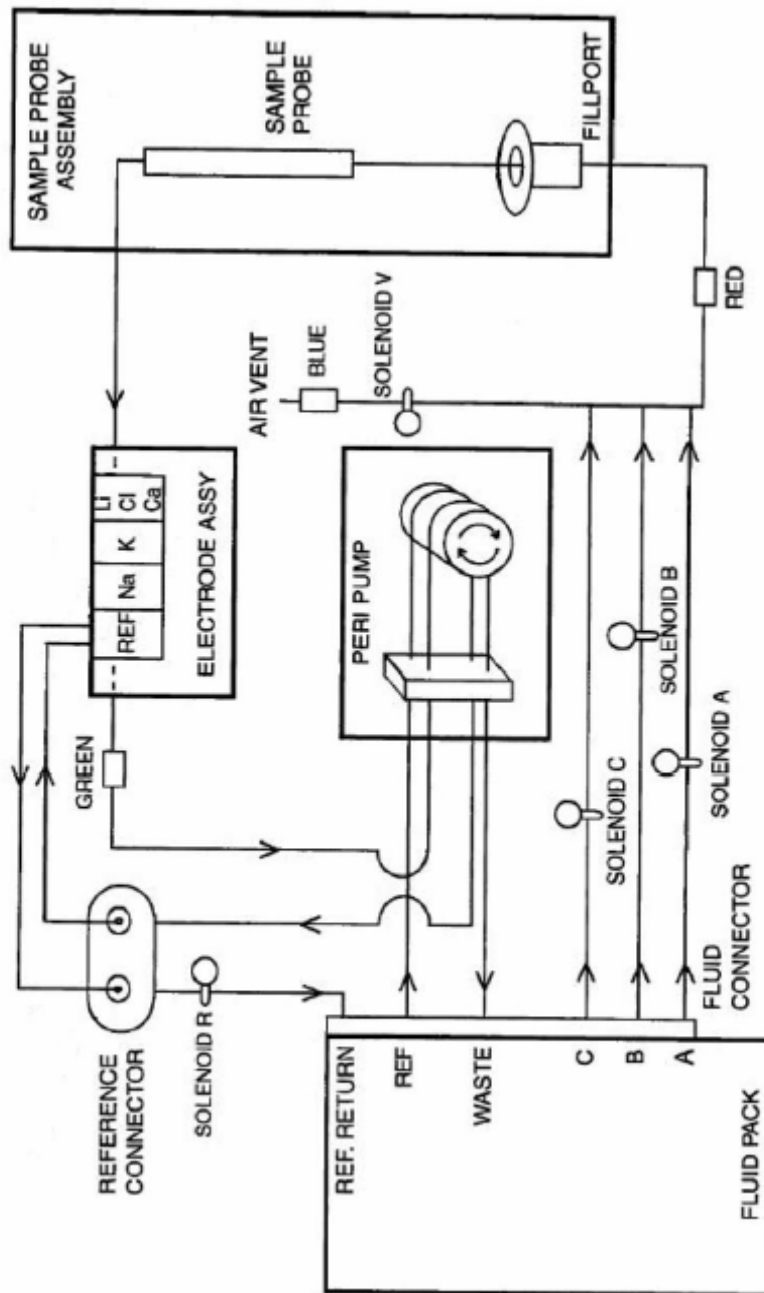 SAMPLE PROBE
ASSEMBLY
SAMPLE
PROBE
FILLPORT
RED
AIR VENT
BLUE
SOLENOID V
Li
Cl
Ca
K
Na
REF
ELECTRODE ASSY
GREEN
PERI PUMP
SOLENOID B
SOLENOID A
SOLENOID C
REFERENCE
CONNECTOR
SOLENOID R
FLUID
CONNECTOR
REF. RETURN
REF
WASTE
C
B
A
FLUID PACK